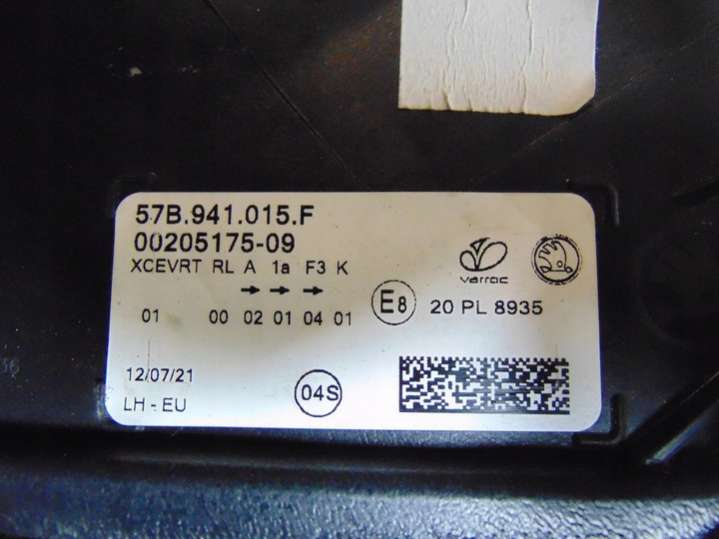 57B.941.015.F
00205175-09
XCEVRT RL A 1a F3 K
01 00 02 01 04 01
varroc
E8 20 PL 8935
12/07/21
LH - EU
04S